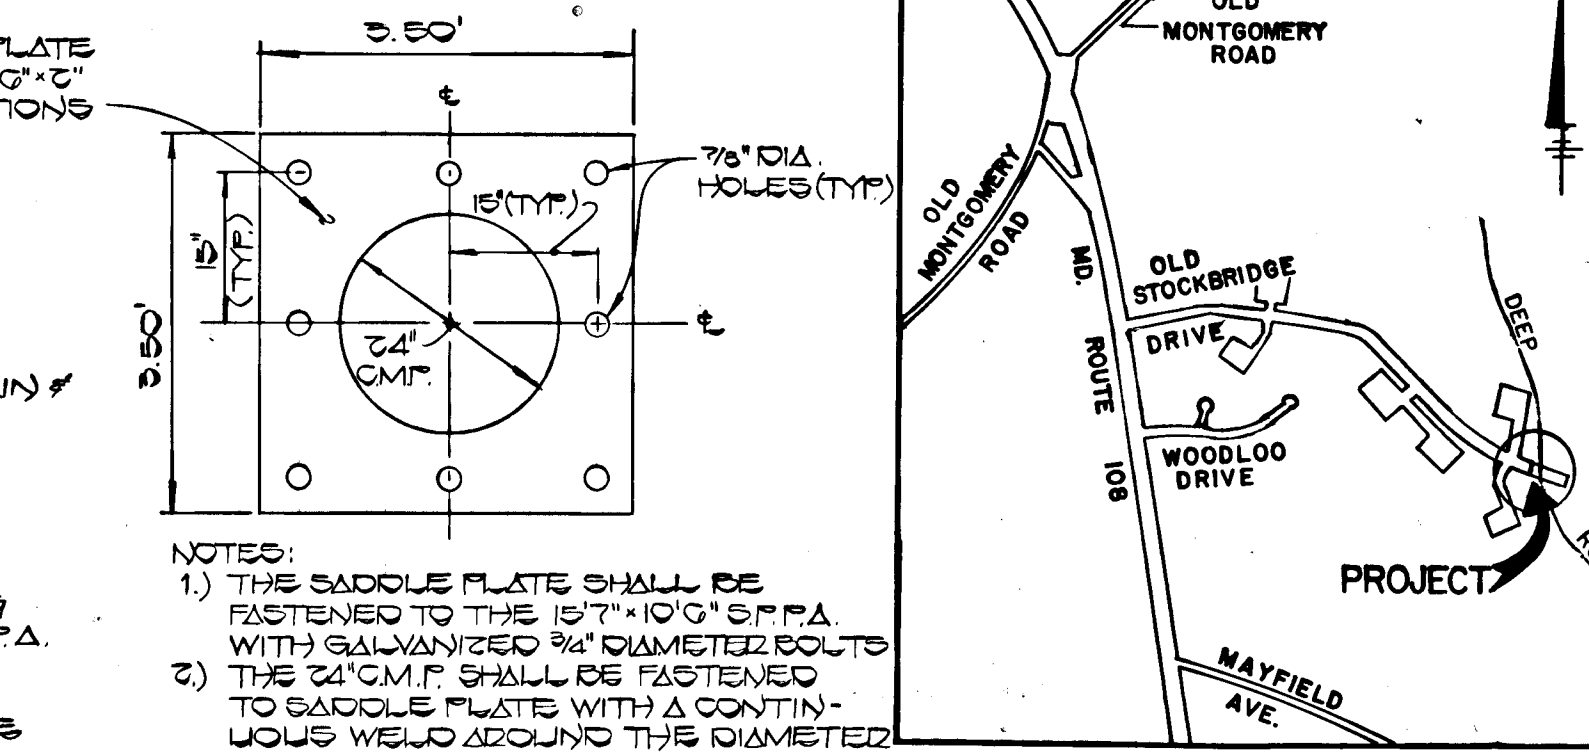 PLATE
6"×2"
3.50'
℄
7/8" DIA.
HOLES (TYP.)
15" (TYP.)
15"
(TYP.)
3.50'
24"
C.M.P.
℄
P.A.
NOTES:
1.) THE SADDLE PLATE SHALL BE
FASTENED TO THE 15'7"×10'6" S.P.P.A.
WITH GALVANIZED 3/4" DIAMETER BOLTS
2.) THE 24" C.M.P. SHALL BE FASTENED
TO SADDLE PLATE WITH A CONTIN-
UOUS WELD AROUND THE DIAMETER
OLD
MONTGOMERY
ROAD
OLD
MONTGOMERY
ROAD
MD.
ROUTE
108
OLD
STOCKBRIDGE
DRIVE
DEEP
WOODLOO
DRIVE
PROJECT
MAYFIELD
AVE.